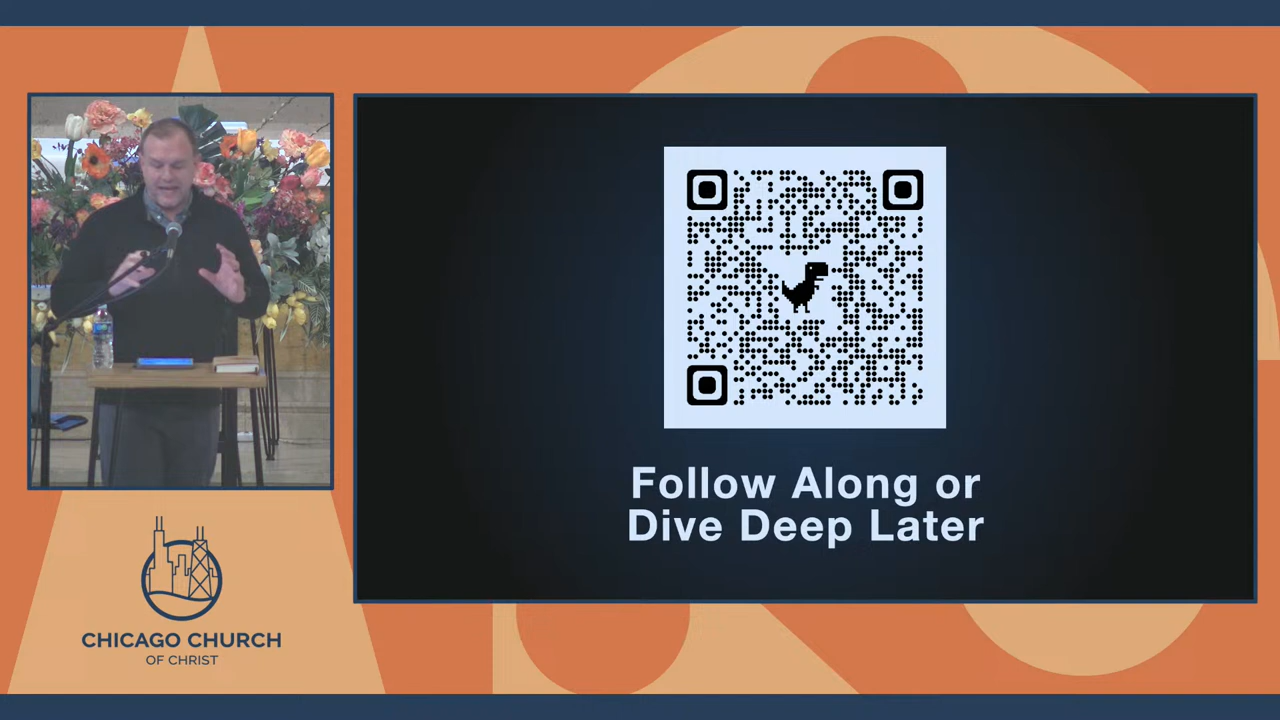 Follow Along or
Dive Deep Later
CHICAGO CHURCH
OF CHRIST